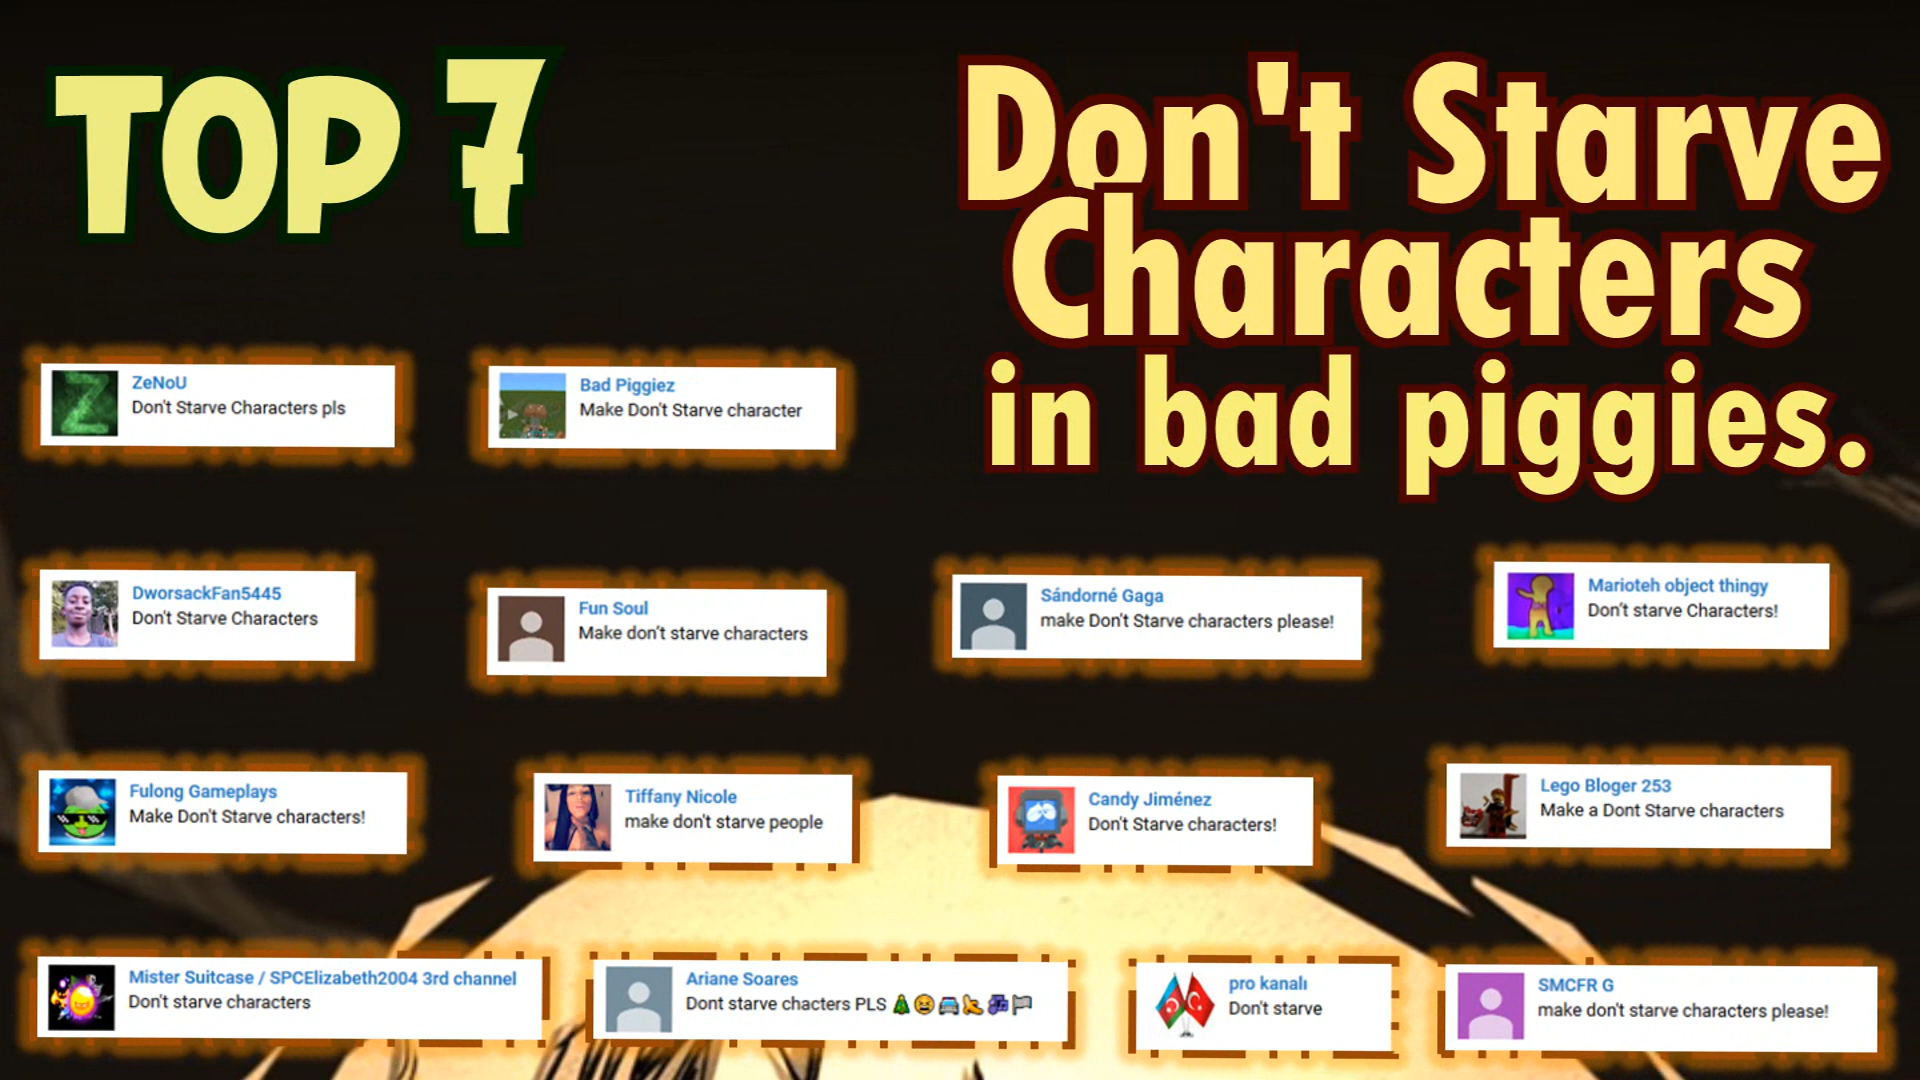 TOP 7
Don't Starve
Characters
in bad piggies.
ZeNoU
Don't Starve Characters pls
Bad Piggiez
Make Don't Starve character
DworsackFan5445
Don't Starve Characters
Fun Soul
Make don't starve characters
Sándorné Gaga
make Don't Starve characters please!
Marioteh object thingy
Don't starve Characters!
Fulong Gameplays
Make Don't Starve characters!
Tiffany Nicole
make don't starve people
Candy Jiménez
Don't Starve characters!
Lego Bloger 253
Make a Dont Starve characters
Mister Suitcase / SPCElizabeth2004 3rd channel
Don't starve characters
Ariane Soares
Dont starve chacters PLS
pro kanalı
Don't starve
SMCFR G
make don't starve characters please!